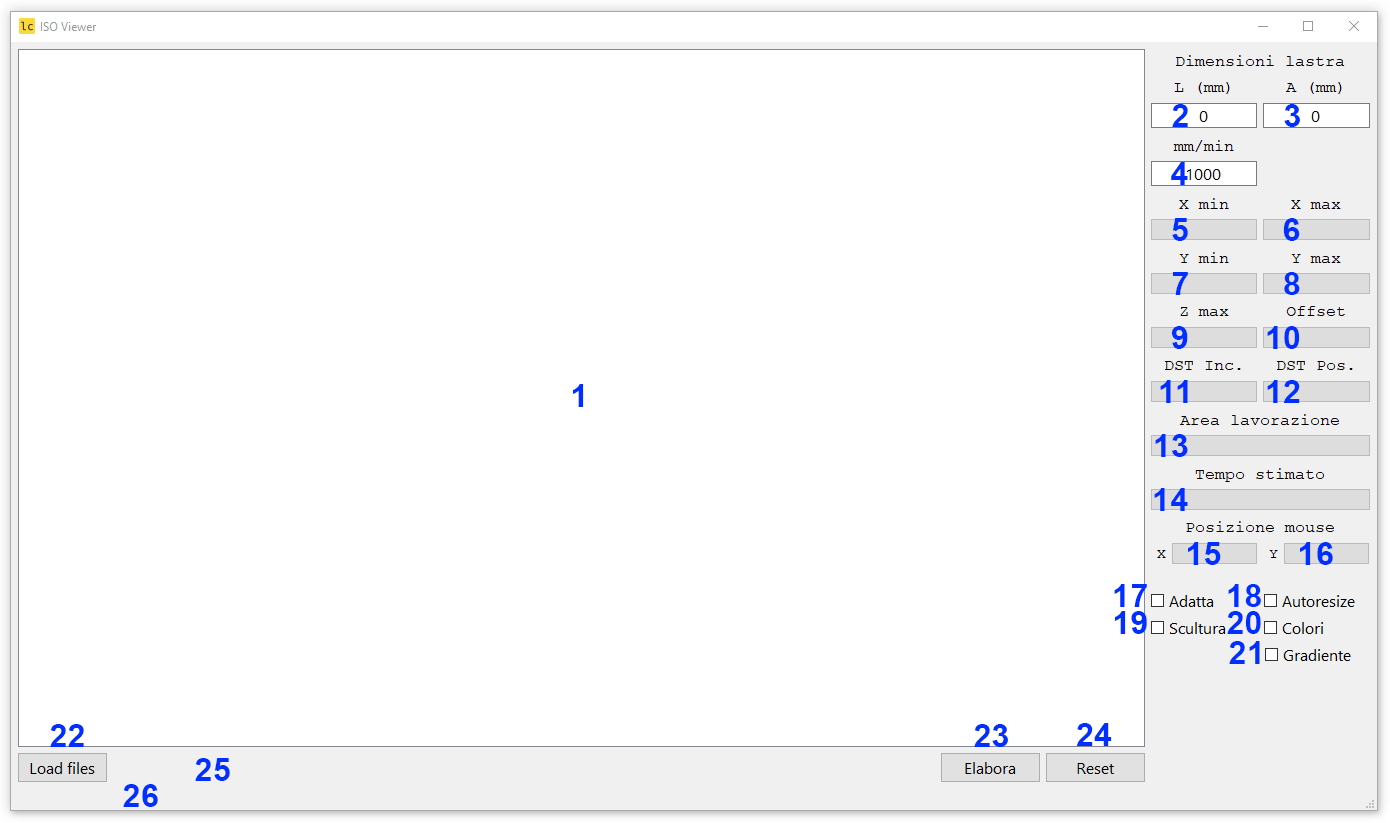 lc ISO Viewer
Dimensioni lastra
L (mm) A (mm)
2 0 3 0
mm/min
4 1000
X min X max
5 6
Y min Y max
7 8
Z max Offset
9 10
DST Inc. DST Pos.
11 12
1
Area lavorazione
13
Tempo stimato
14
Posizione mouse
X 15 Y 16
17 Adatta 18 Autoresize
19 Scultura 20 Colori
21 Gradiente
22 23 24
Load files 25 Elabora Reset
26